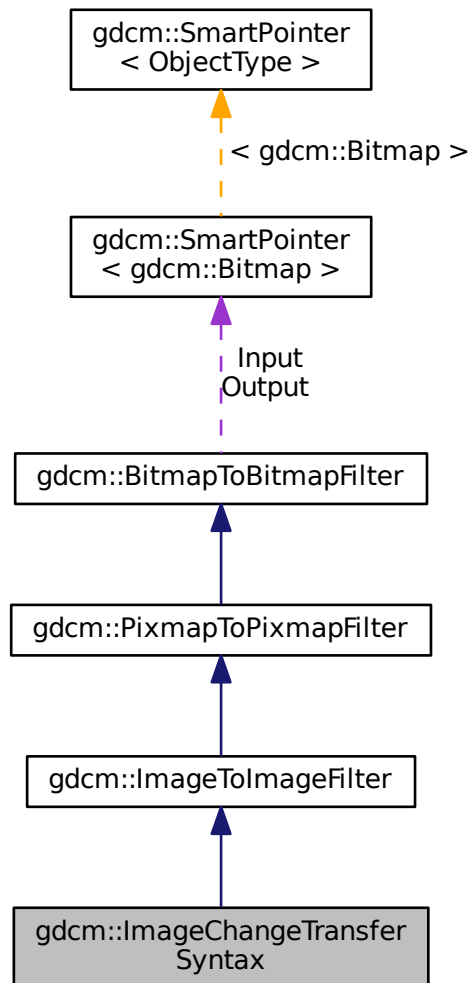 gdcm::SmartPointer
< ObjectType >
< gdcm::Bitmap >
gdcm::SmartPointer
< gdcm::Bitmap >
Input
Output
gdcm::BitmapToBitmapFilter
gdcm::PixmapToPixmapFilter
gdcm::ImageToImageFilter
gdcm::ImageChangeTransfer
Syntax